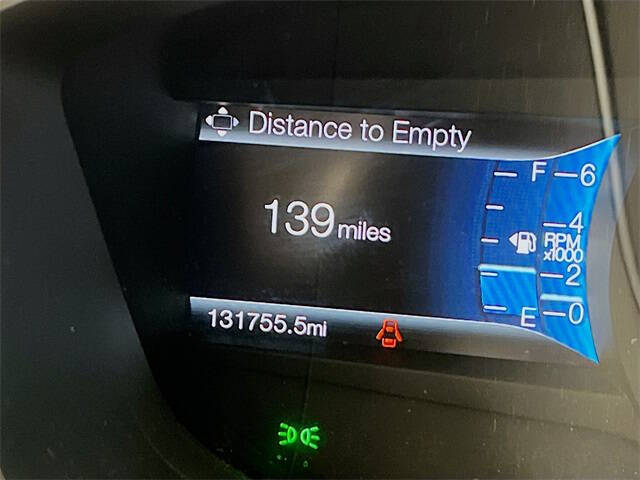 Distance to Empty
139 miles
F 6
4
RPM
x1000
2
E 0
131755.5mi